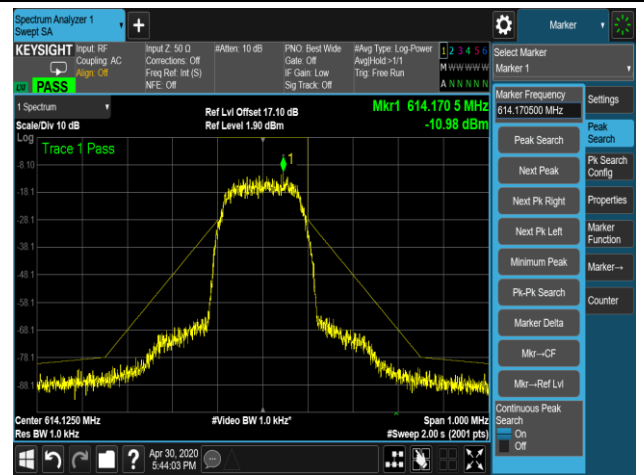 Spectrum Analyzer 1
Swept SA
Marker
KEYSIGHT
Input: RF
Coupling: AC
Align: Off
Input Z: 50 Ω
Corrections: Off
Freq Ref: Int (S)
NFE: Off
#Atten: 10 dB
PNO: Best Wide
Gate: Off
IF Gain: Low
Sig Track: Off
#Avg Type: Log-Power
Avg|Hold:>1/1
Trig: Free Run
1 2 3 4 5 6
M W W W W W
A N N N N N
LXI PASS
Select Marker
Marker 1
1 Spectrum
Scale/Div 10 dB
Log
Ref Lvl Offset 17.10 dB
Ref Level 1.90 dBm
Mkr1 614.170 5 MHz
-10.98 dBm
Trace 1 Pass
1
-8.10
-18.1
-28.1
-38.1
-48.1
-58.1
-68.1
-78.1
-88.1
Center 614.1250 MHz
Res BW 1.0 kHz
#Video BW 1.0 kHz*
Span 1.000 MHz
#Sweep 2.00 s (2001 pts)
Marker Frequency
614.170500 MHz
Peak Search
Next Peak
Next Pk Right
Next Pk Left
Minimum Peak
Pk-Pk Search
Marker Delta
Mkr→CF
Mkr→Ref Lvl
Continuous Peak
Search
On
Off
Settings
Peak
Search
Pk Search
Config
Properties
Marker
Function
Marker→
Counter
?
Apr 30, 2020
5:44:03 PM